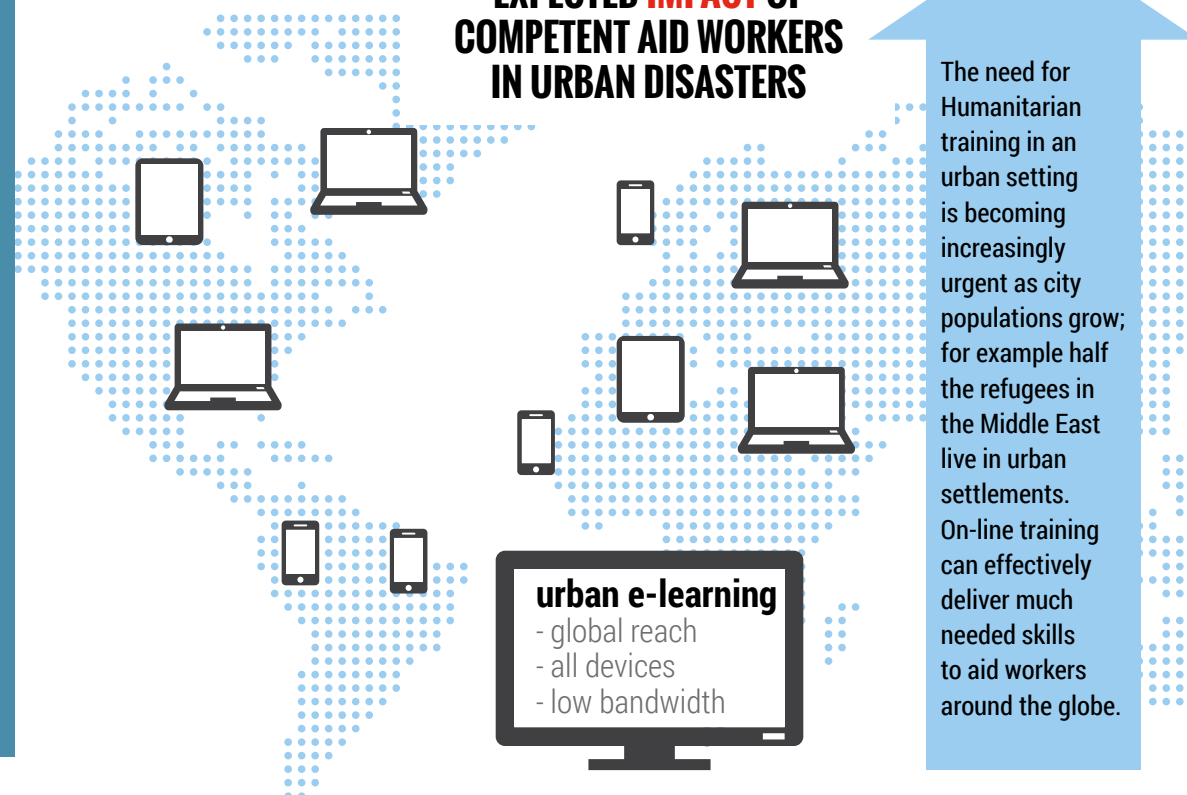 EXPECTED IMPACT OF
COMPETENT AID WORKERS
IN URBAN DISASTERS
The need for
Humanitarian
training in an
urban setting
is becoming
increasingly
urgent as city
populations grow;
for example half
the refugees in
the Middle East
live in urban
settlements.
On-line training
can effectively
deliver much
needed skills
to aid workers
around the globe.
urban e-learning
- global reach
- all devices
- low bandwidth